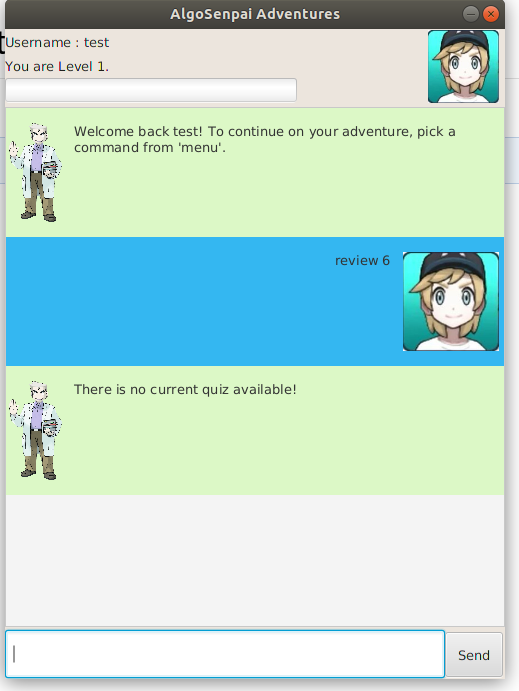 AlgoSenpai Adventures
Username : test
You are Level 1.
Welcome back test! To continue on your adventure, pick a
command from 'menu'.
review 6
There is no current quiz available!
Send